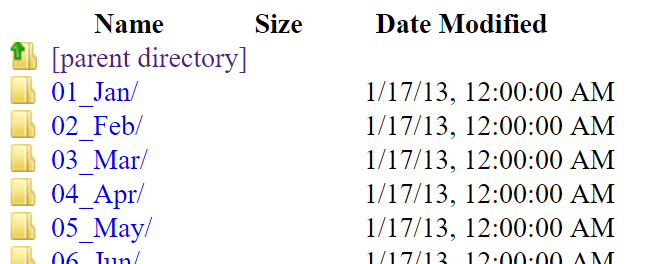 Name Size Date Modified
[parent directory]
01_Jan/ 1/17/13, 12:00:00 AM
02_Feb/ 1/17/13, 12:00:00 AM
03_Mar/ 1/17/13, 12:00:00 AM
04_Apr/ 1/17/13, 12:00:00 AM
05_May/ 1/17/13, 12:00:00 AM
06_Jun/ 1/17/13, 12:00:00 AM